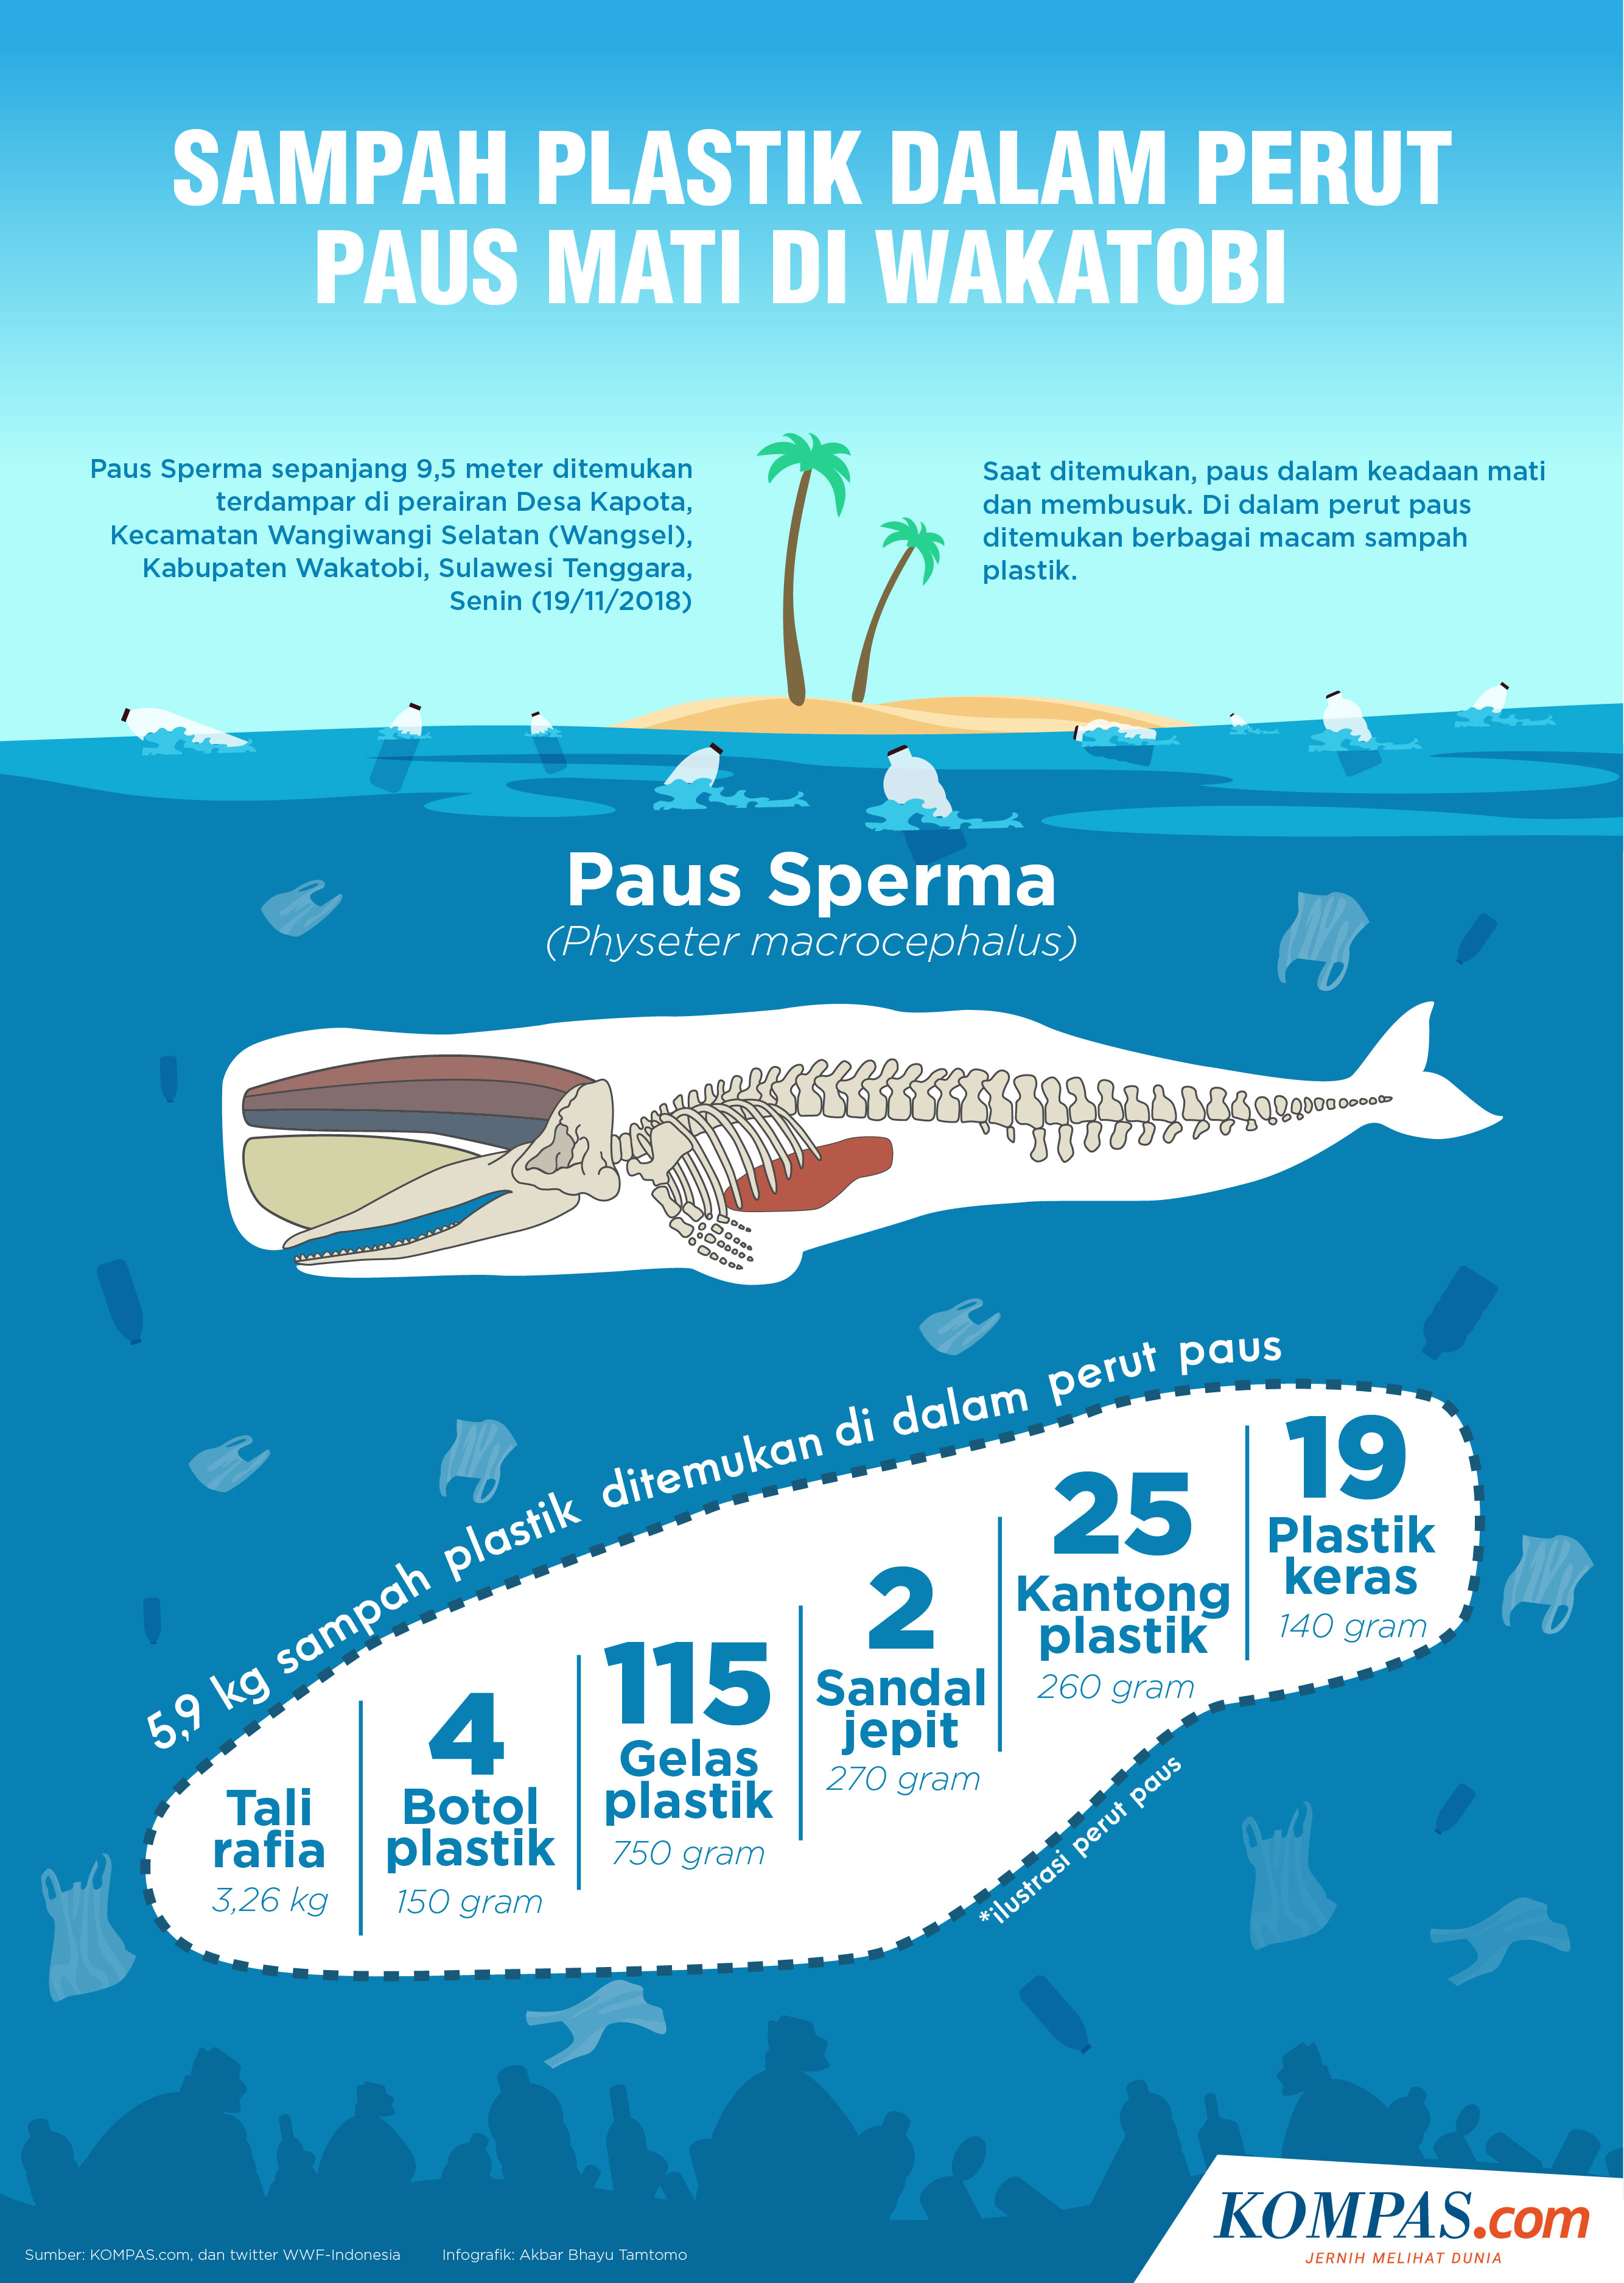 SAMPAH PLASTIK DALAM PERUT
PAUS MATI DI WAKATOBI
Paus Sperma sepanjang 9,5 meter ditemukan
terdampar di perairan Desa Kapota,
Kecamatan Wangiwangi Selatan (Wangsel),
Kabupaten Wakatobi, Sulawesi Tenggara,
Senin (19/11/2018)
Saat ditemukan, paus dalam keadaan mati
dan membusuk. Di dalam perut paus
ditemukan berbagai macam sampah
plastik.
Paus Sperma
(Physeter macrocephalus)
5,9 kg sampah plastik ditemukan di dalam perut paus
Tali
rafia
3,26 kg
4
Botol
plastik
150 gram
115
Gelas
plastik
750 gram
2
Sandal
jepit
270 gram
25
Kantong
plastik
260 gram
19
Plastik
keras
140 gram
*ilustrasi perut paus
Sumber: KOMPAS.com, dan twitter WWF-Indonesia
Infografik: Akbar Bhayu Tamtomo
KOMPAS.com
JERNIH MELIHAT DUNIA